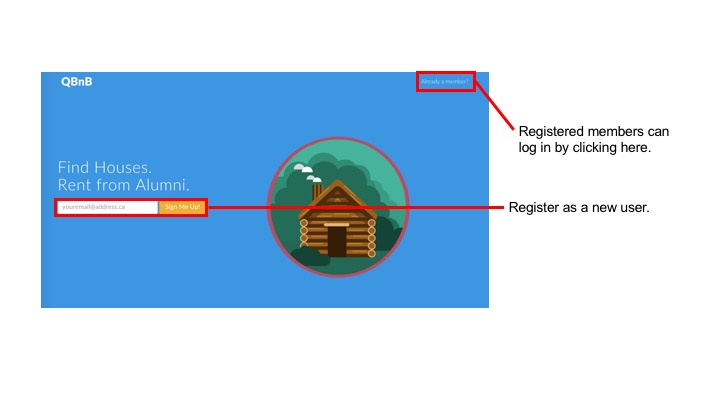 QBnB
Already a member?
Registered members can
log in by clicking here.
Find Houses.
Rent from Alumni.
youremail@address.ca
Sign Me Up!
Register as a new user.